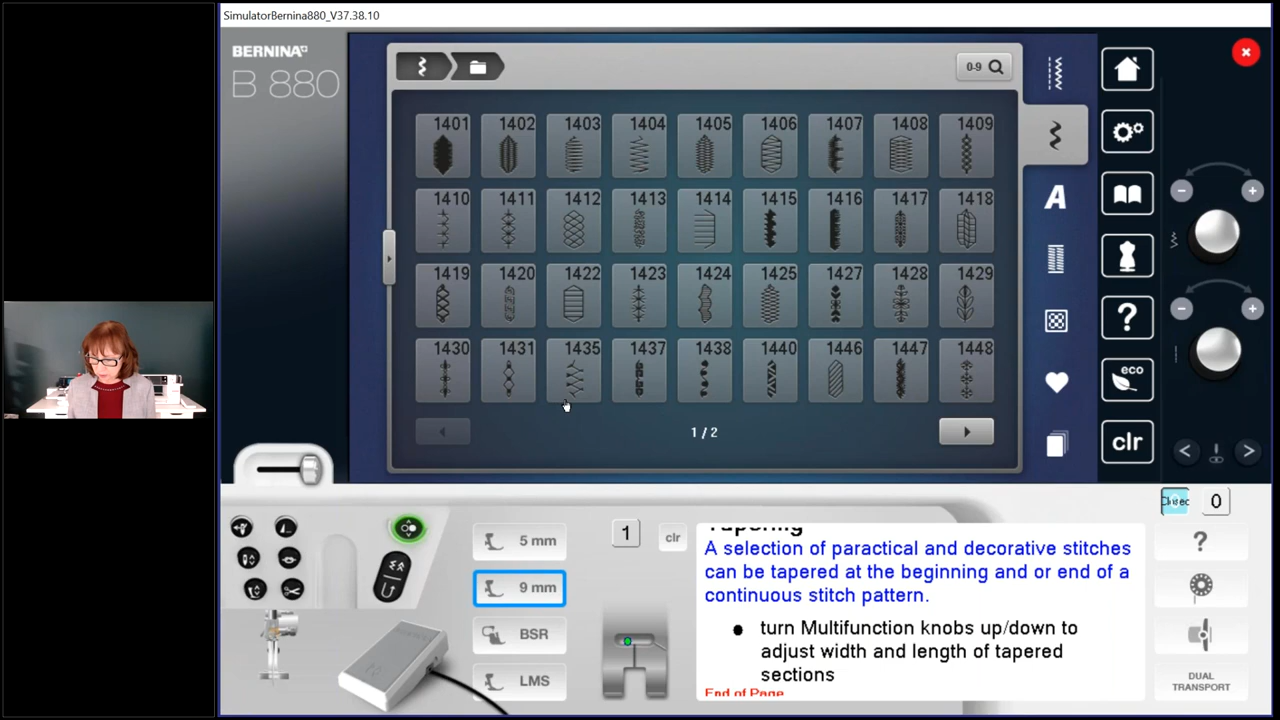 SimulatorBernina880_V37.38.10
BERNINA
B 880
0-9
1401 1402 1403 1404 1405 1406 1407 1408 1409
1410 1411 1412 1413 1414 1415 1416 1417 1418
1419 1420 1422 1423 1424 1425 1427 1428 1429
1430 1431 1435 1437 1438 1440 1446 1447 1448
1 / 2
A
?
eco
clr
Closed 0
5 mm
9 mm
BSR
LMS
1
clr
Tapering
A selection of paractical and decorative stitches
can be tapered at the beginning and or end of a
continuous stitch pattern.
● turn Multifunction knobs up/down to
adjust width and length of tapered
sections
End of Page
?
DUAL
TRANSPORT